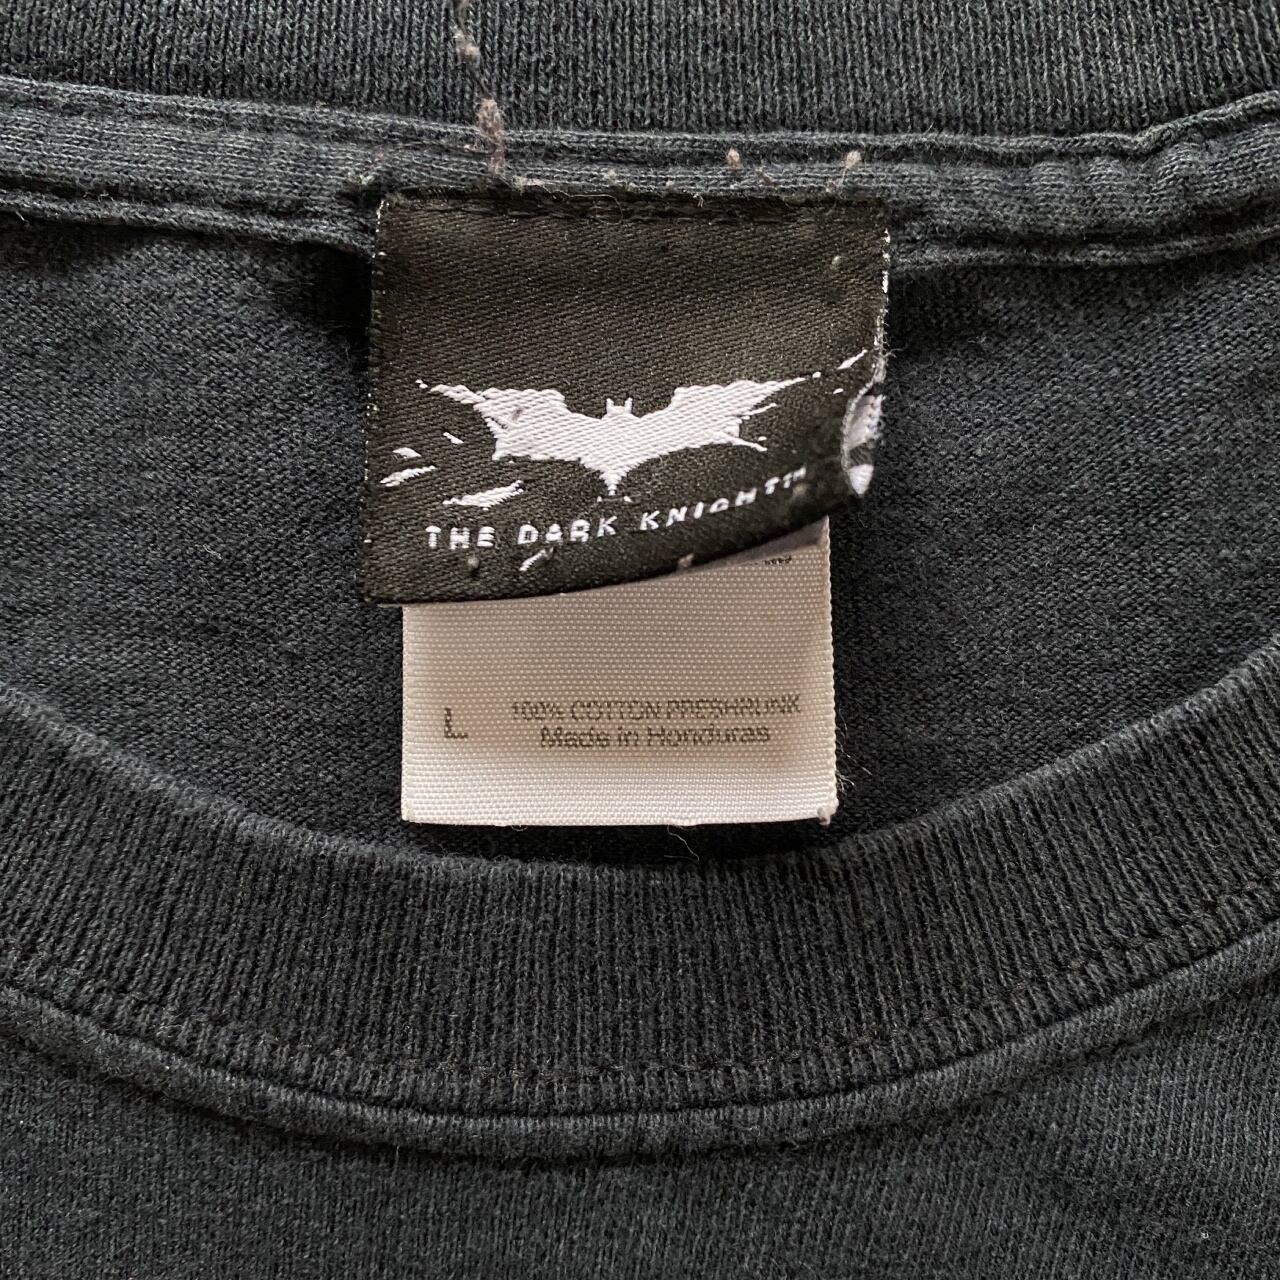 THE DARK KNIGHT™
L
100% COTTON PRESHRUNK
Made in Honduras